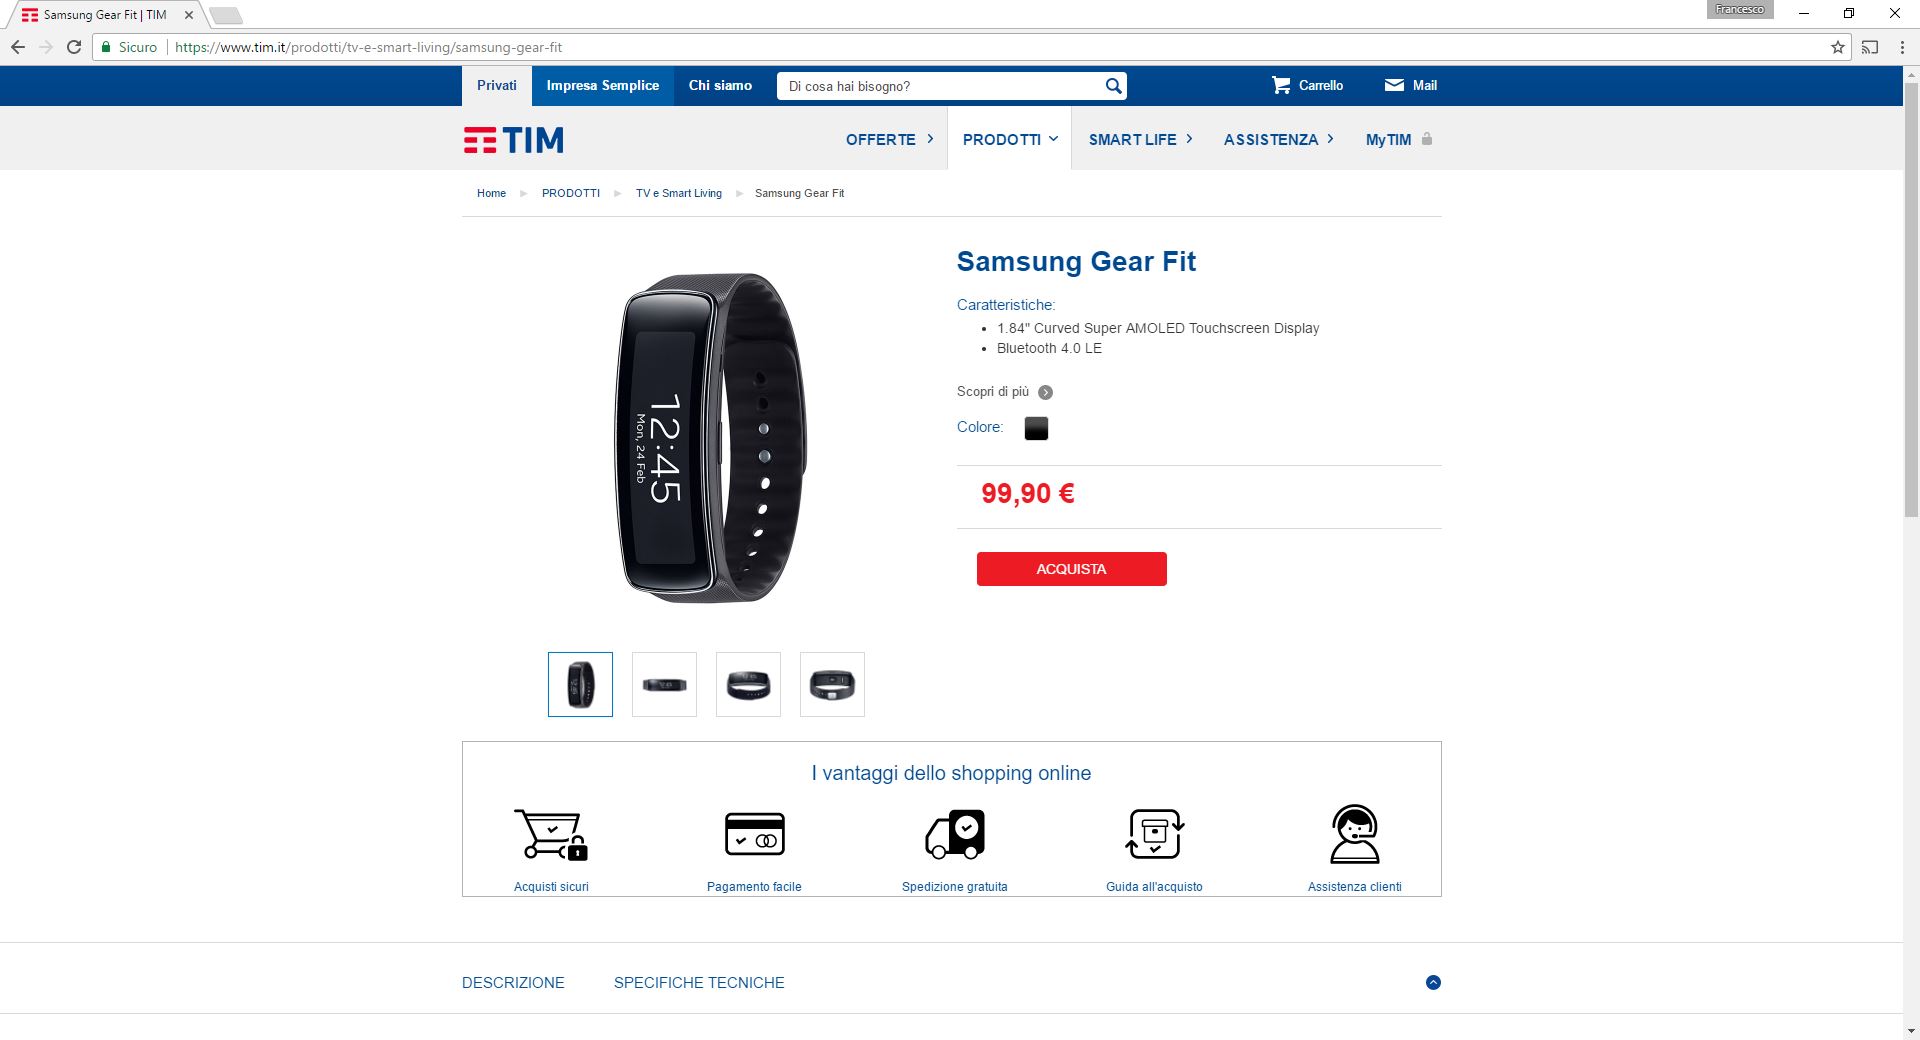 Samsung Gear Fit | TIM
Francesco
Sicuro
https://www.tim.it/prodotti/tv-e-smart-living/samsung-gear-fit
Privati
Impresa Semplice
Chi siamo
Di cosa hai bisogno?
Carrello
Mail
TIM
OFFERTE
PRODOTTI
SMART LIFE
ASSISTENZA
MyTIM
Home
PRODOTTI
TV e Smart Living
Samsung Gear Fit
Samsung Gear Fit
Caratteristiche:
1.84" Curved Super AMOLED Touchscreen Display
Bluetooth 4.0 LE
Scopri di più
Colore:
12:45
Mon, 24 Feb
99,90 €
ACQUISTA
I vantaggi dello shopping online
Acquisti sicuri
Pagamento facile
Spedizione gratuita
Guida all'acquisto
Assistenza clienti
DESCRIZIONE
SPECIFICHE TECNICHE